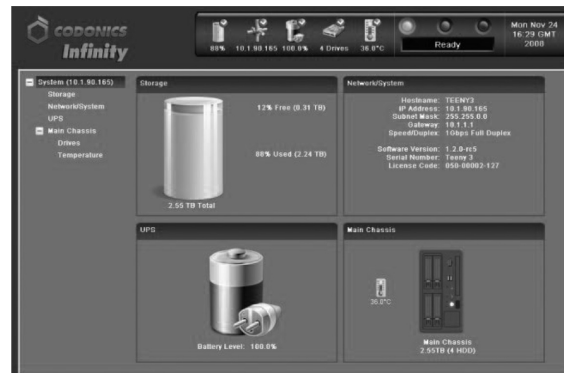 CODONICS
Infinity
88% 10.1.90.165 100.0% 4 Drives 36.0°C
Ready
Mon Nov 24
16:29 GMT
2008
System (10.1.90.165)
Storage
Network/System
UPS
Main Chassis
Drives
Temperature
Storage
12% Free (0.31 TB)
88% Used (2.24 TB)
2.55 TB Total
Network/System
Hostname: TEENY3
IP Address: 10.1.90.165
Subnet Mask: 255.255.0.0
Gateway: 10.1.1.1
Speed/Duplex: 1Gbps Full Duplex
Software Version: 1.2.0-rc5
Serial Number: Teeny 3
License Code: 050-00002-127
UPS
Battery Level: 100.0%
Main Chassis
36.0°C
Main Chassis
2.55TB (4 HDD)